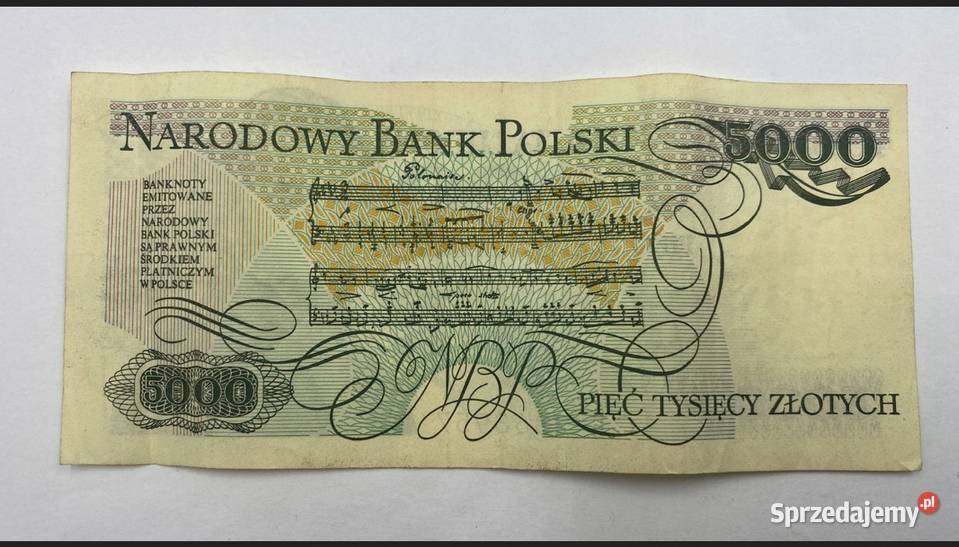 NARODOWY BANK POLSKI
5000
BANKNOTY
EMITOWANE
PRZEZ
NARODOWY
BANK POLSKI
SĄ PRAWNYM
ŚRODKIEM
PŁATNICZYM
W POLSCE
Polonaise.
5000
NBP
PIĘĆ TYSIĘCY ZŁOTYCH
Sprzedajemy.pl